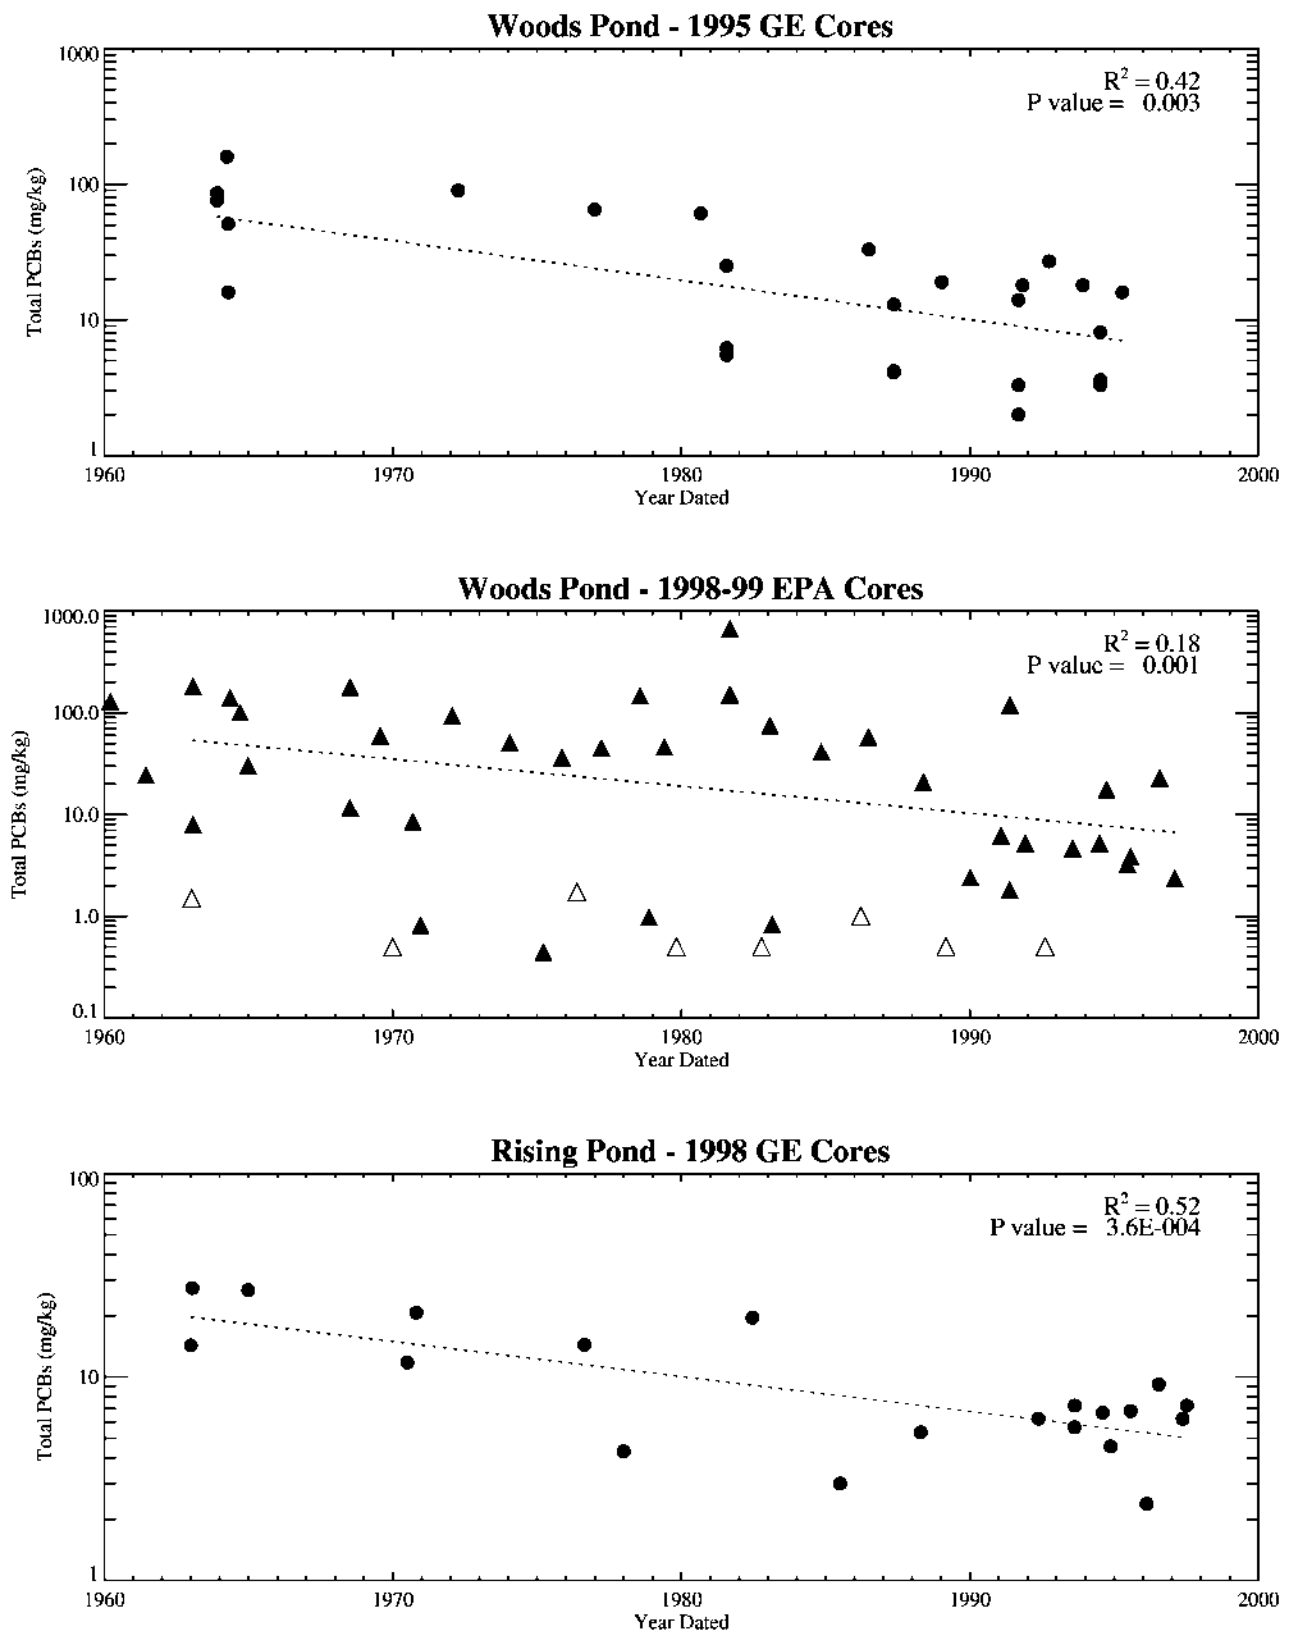 Woods Pond - 1995 GE Cores
R² = 0.42
P value = 0.003
1000
100
10
1
Total PCBs (mg/kg)
1960 1970 1980 1990 2000
Year Dated
Woods Pond - 1998-99 EPA Cores
R² = 0.18
P value = 0.001
1000.0
100.0
10.0
1.0
0.1
Total PCBs (mg/kg)
1960 1970 1980 1990 2000
Year Dated
Rising Pond - 1998 GE Cores
R² = 0.52
P value = 3.6E-004
100
10
1
Total PCBs (mg/kg)
1960 1970 1980 1990 2000
Year Dated